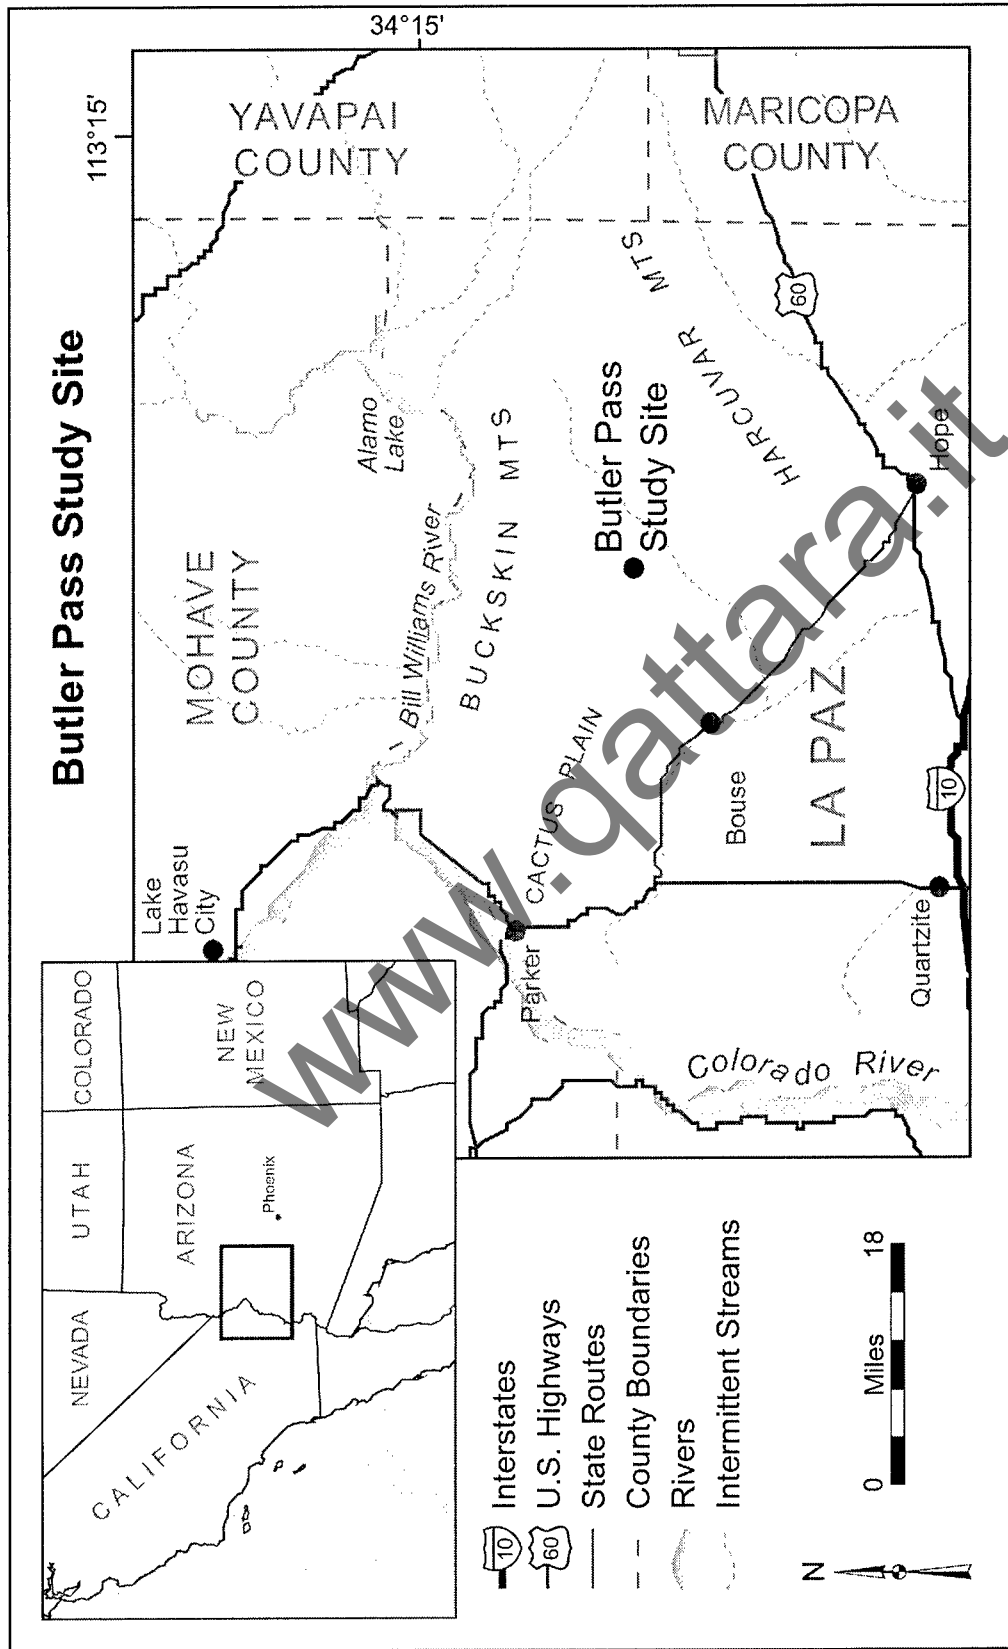 Butler Pass Study Site
113°15'
34°15'
NEVADA
UTAH
COLORADO
CALIFORNIA
ARIZONA
NEW
MEXICO
Phoenix
Lake
Havasu
City
MOHAVE
COUNTY
YAVAPAI
COUNTY
Alamo
Lake
Bill Williams River
BUCKSKIN MTS
Parker
CACTUS PLAIN
Butler Pass
Study Site
HARCUVAR MTS
MARICOPA
COUNTY
60
Colorado River
Bouse
LA PAZ
Quartzite
10
Hope
10 Interstates
60 U.S. Highways
State Routes
County Boundaries
Rivers
Intermittent Streams
N
0 Miles 18
www.qattara.it